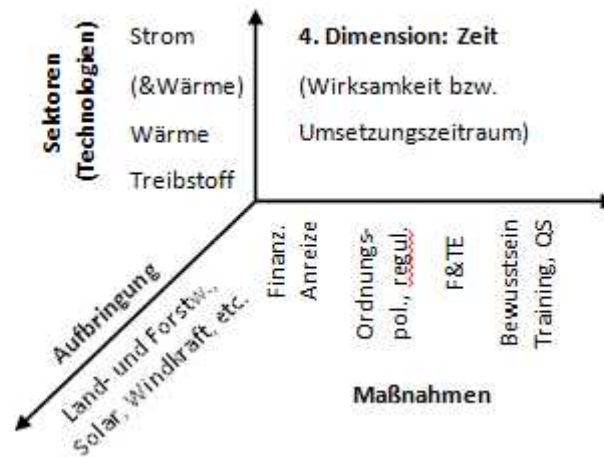 Sektoren
(Technologien)
Strom
(&Wärme)
Wärme
Treibstoff
4. Dimension: Zeit
(Wirksamkeit bzw.
Umsetzungszeitraum)
Finanz.
Anreize
Ordnungs-
pol., regul.
F&TE
Bewusstsein
Training, QS
Maßnahmen
Aufbringung
Land- und Forstw.,
Solar, Windkraft, etc.